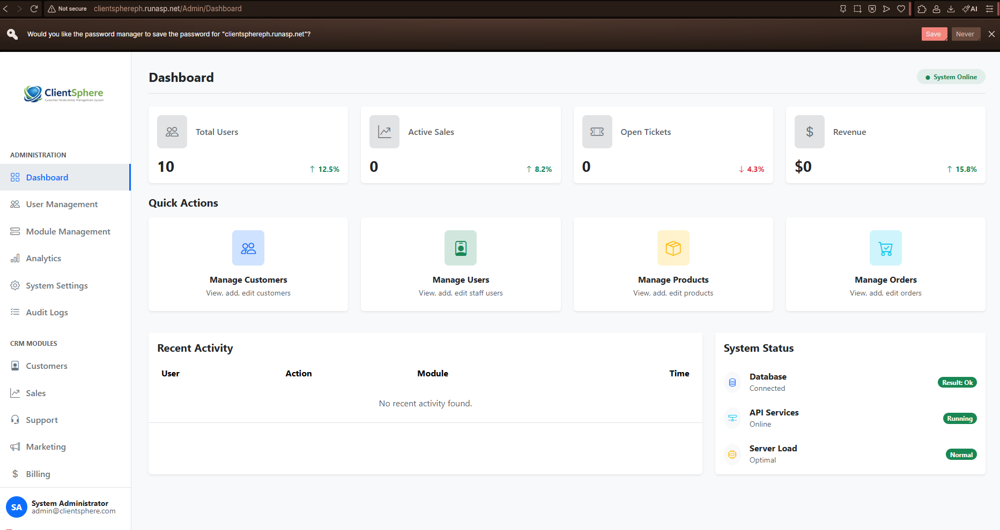 Not secure
clientsphereph.runasp.net/Admin/Dashboard
AI
Would you like the password manager to save the password for "clientsphereph.runasp.net"?
Save
Never
ClientSphere
Customer Relationship Management System
ADMINISTRATION
Dashboard
User Management
Module Management
Analytics
System Settings
Audit Logs
CRM MODULES
Customers
Sales
Support
Marketing
Billing
SA
System Administrator
admin@clientsphere.com
Dashboard
System Online
Total Users
10
↑ 12.5%
Active Sales
0
↑ 8.2%
Open Tickets
0
↓ 4.3%
$
Revenue
$0
↑ 15.8%
Quick Actions
Manage Customers
View, add, edit customers
Manage Users
View, add, edit staff users
Manage Products
View, add, edit products
Manage Orders
View, add, edit orders
Recent Activity
User Action Module Time
No recent activity found.
System Status
Database
Connected
Result: Ok
API Services
Online
Running
Server Load
Optimal
Normal